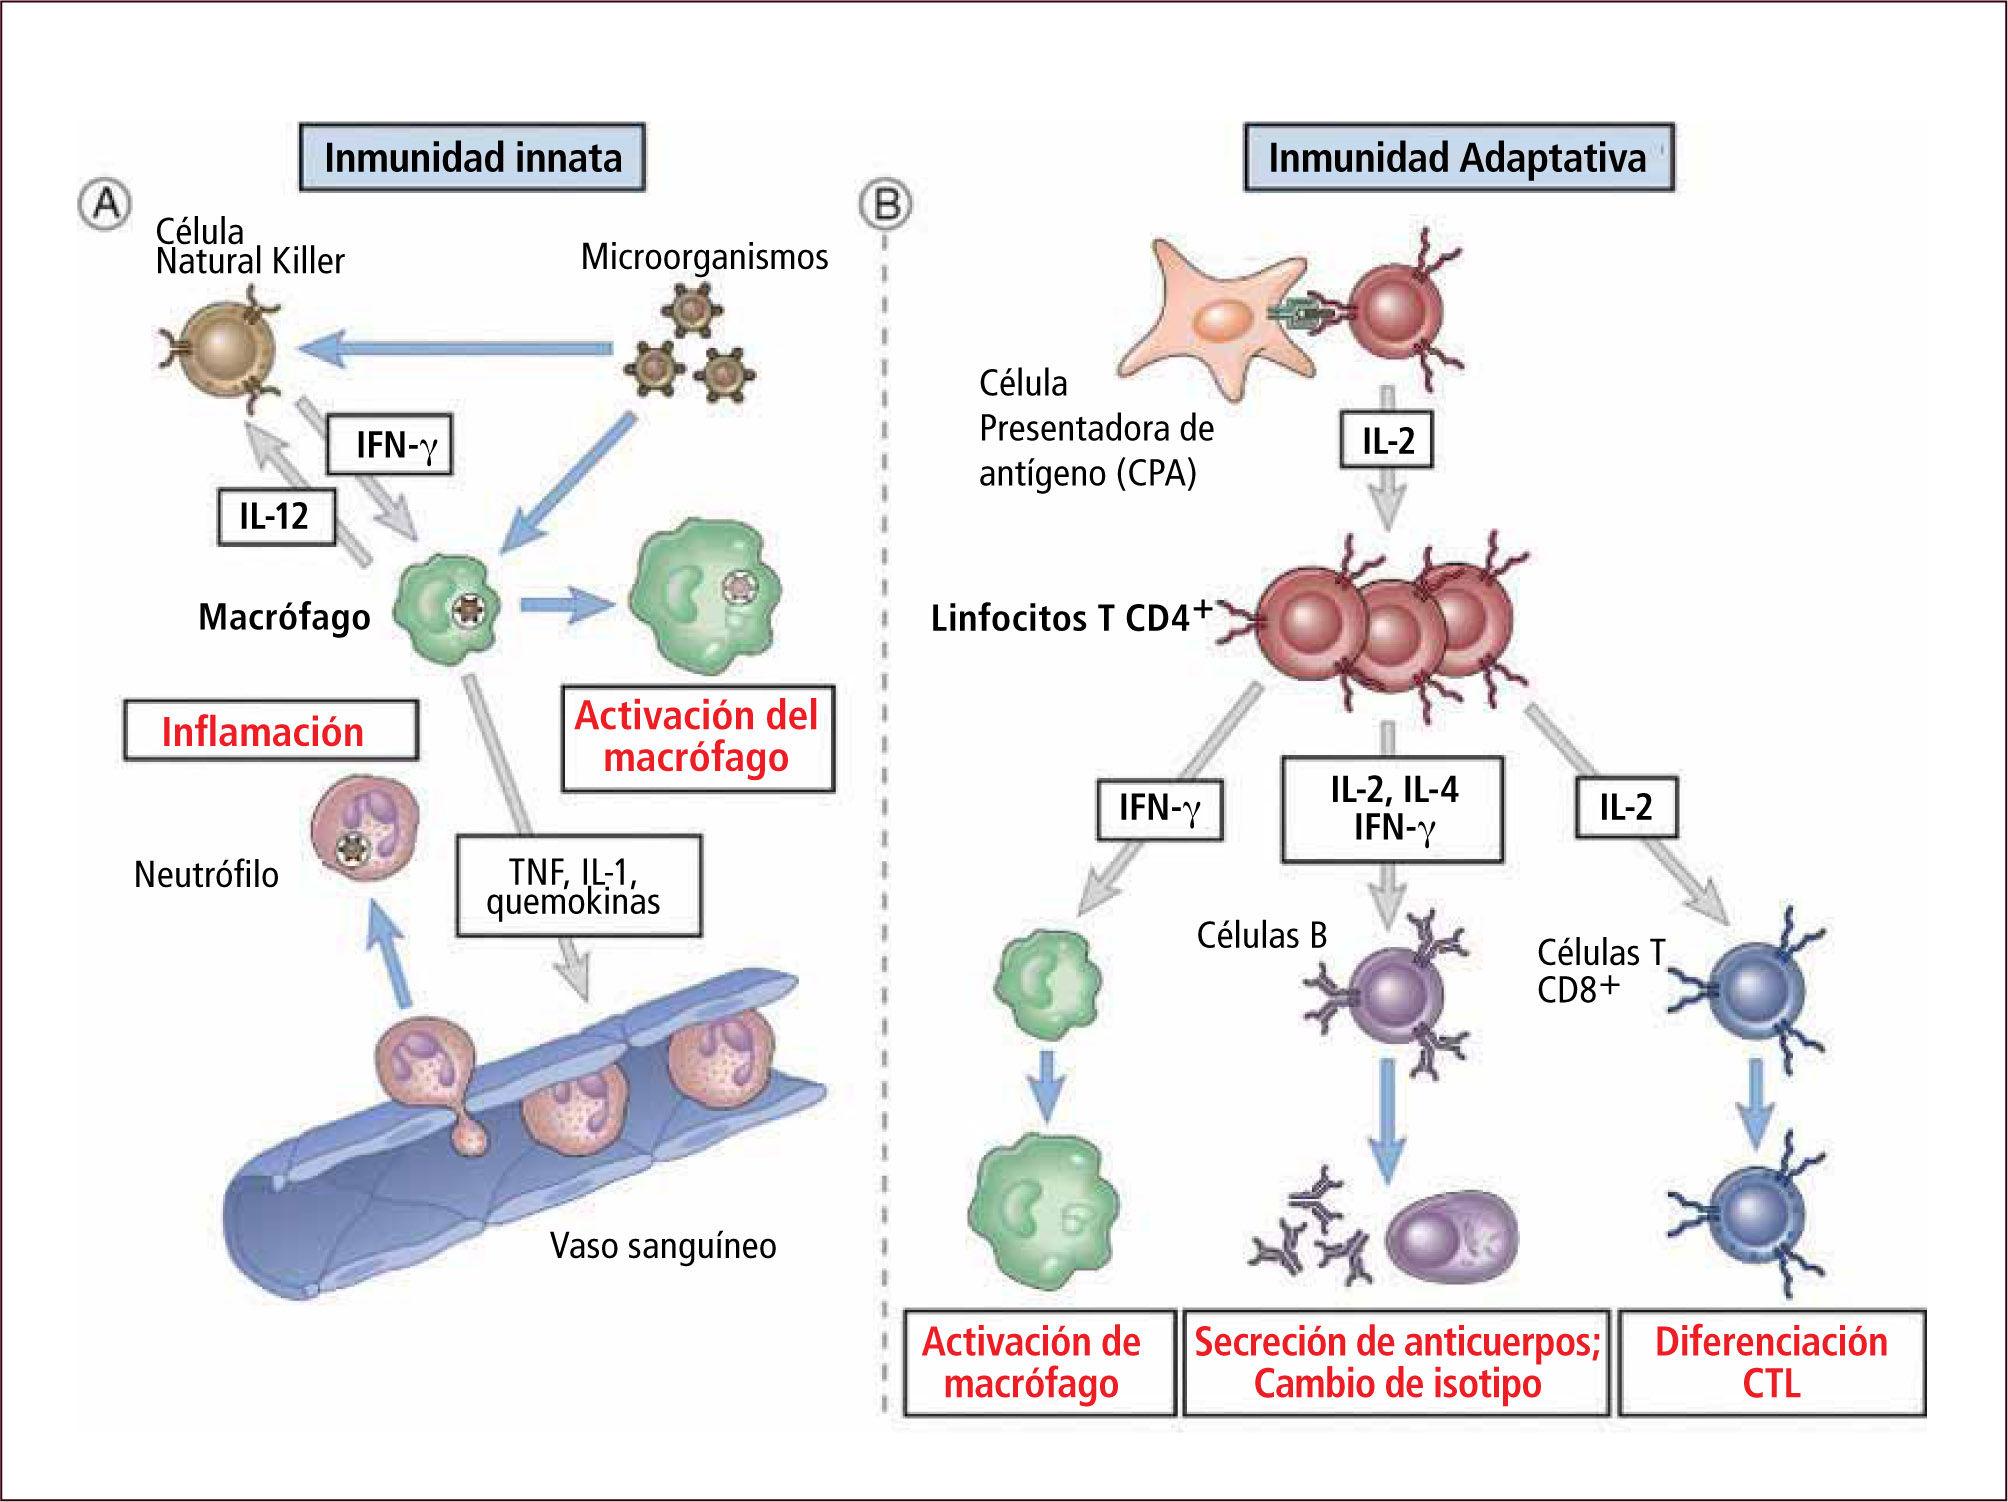 Inmunidad innata
A
Célula
Natural Killer
Microorganismos
IFN-γ
IL-12
Macrófago
Inflamación
Activación del
macrófago
Neutrófilo
TNF, IL-1,
quemokinas
Vaso sanguíneo
Inmunidad Adaptativa
B
Célula
Presentadora de
antígeno (CPA)
IL-2
Linfocitos T CD4+
IFN-γ
IL-2, IL-4
IFN-γ
IL-2
Células B
Células T
CD8+
Activación de
macrófago
Secreción de anticuerpos;
Cambio de isotipo
Diferenciación
CTL